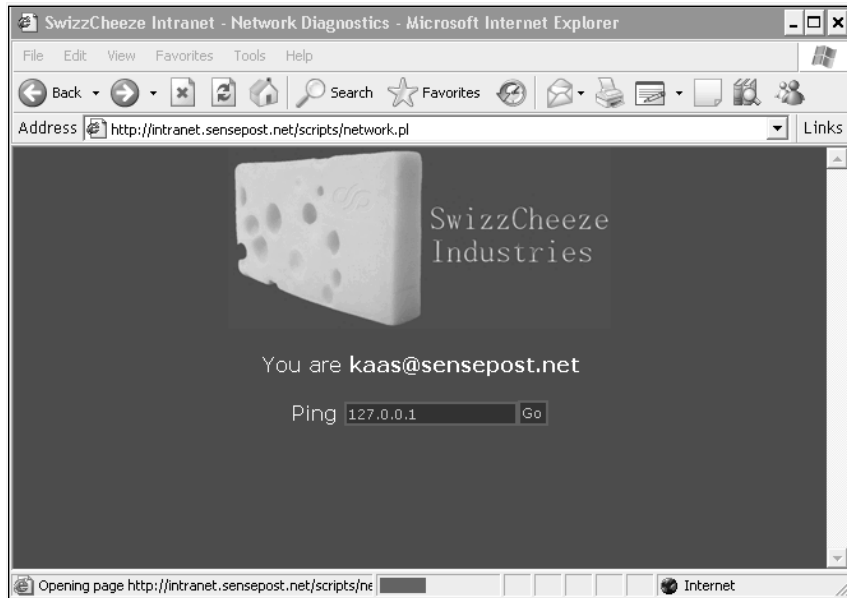 SwizzCheeze Intranet - Network Diagnostics - Microsoft Internet Explorer
File Edit View Favorites Tools Help
Back Search Favorites
Address http://intranet.sensepost.net/scripts/network.pl Links
SwizzCheeze
Industries
You are kaas@sensepost.net
Ping 127.0.0.1 Go
Opening page http://intranet.sensepost.net/scripts/ne Internet